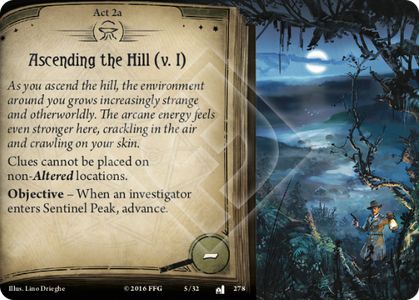 Act 2a
Ascending the Hill (v. I)
As you ascend the hill, the environment
around you grows increasingly strange
and otherworldly. The arcane energy feels
even stronger here, crackling in the air
and crawling on your skin.
Clues cannot be placed on
non-Altered locations.
Objective – When an investigator
enters Sentinel Peak, advance.
–
Illus. Lino Drieghe
© 2016 FFG
5/32
278